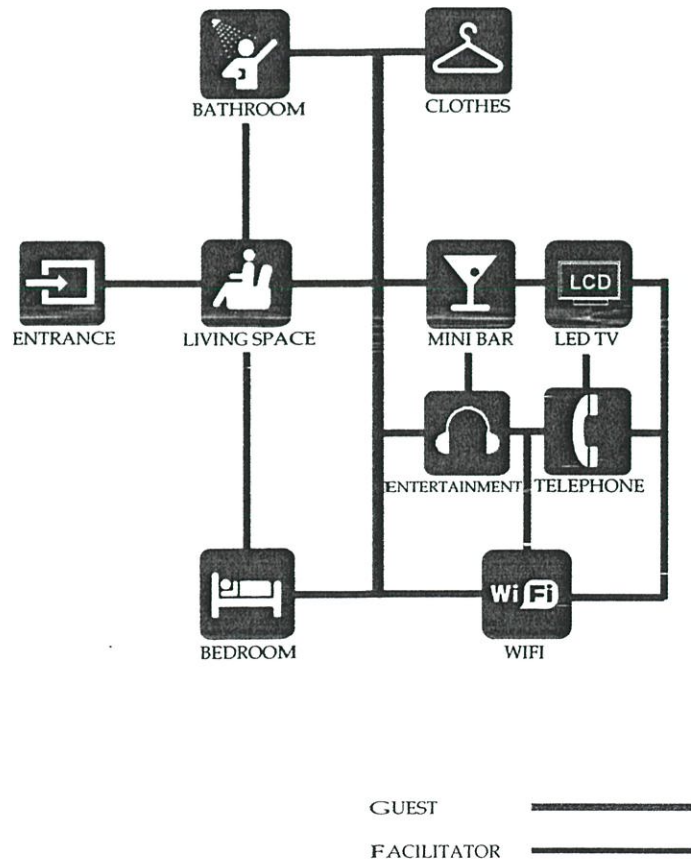 BATHROOM
CLOTHES
LCD
ENTRANCE
LIVING SPACE
MINI BAR
LED TV
ENTERTAINMENT
TELEPHONE
Wi Fi
BEDROOM
WIFI
GUEST
FACILITATOR